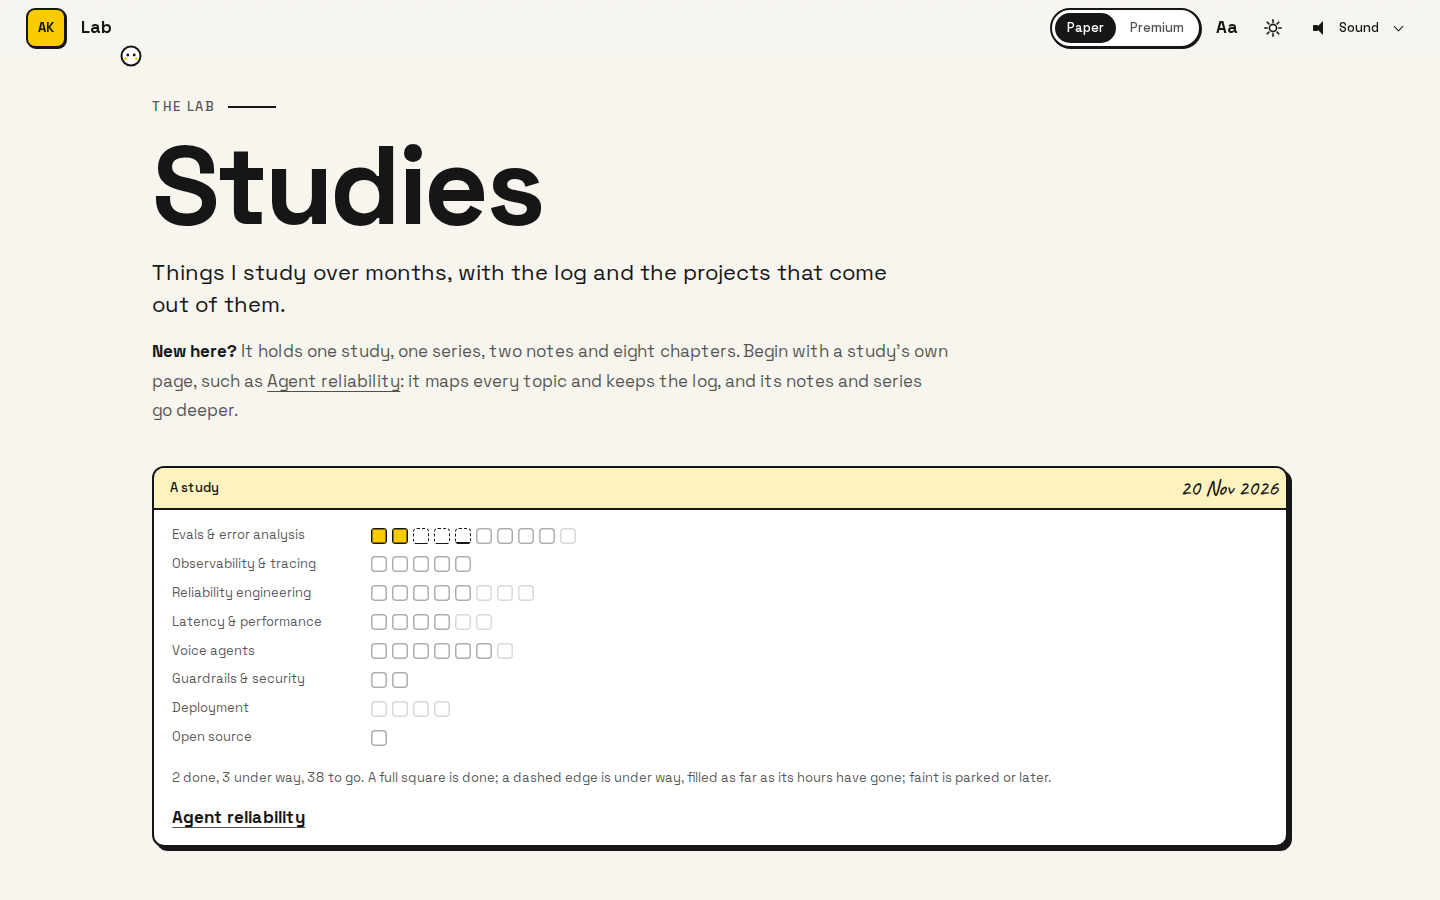 AK
Lab
Paper
Premium
Aa
Sound
THE LAB
Studies
Things I study over months, with the log and the projects that come
out of them.
New here? It holds one study, one series, two notes and eight chapters. Begin with a study's own
page, such as Agent reliability: it maps every topic and keeps the log, and its notes and series
go deeper.
A study
20 Nov 2026
Evals & error analysis
Observability & tracing
Reliability engineering
Latency & performance
Voice agents
Guardrails & security
Deployment
Open source
2 done, 3 under way, 38 to go. A full square is done; a dashed edge is under way, filled as far as its hours have gone; faint is parked or later.
Agent reliability